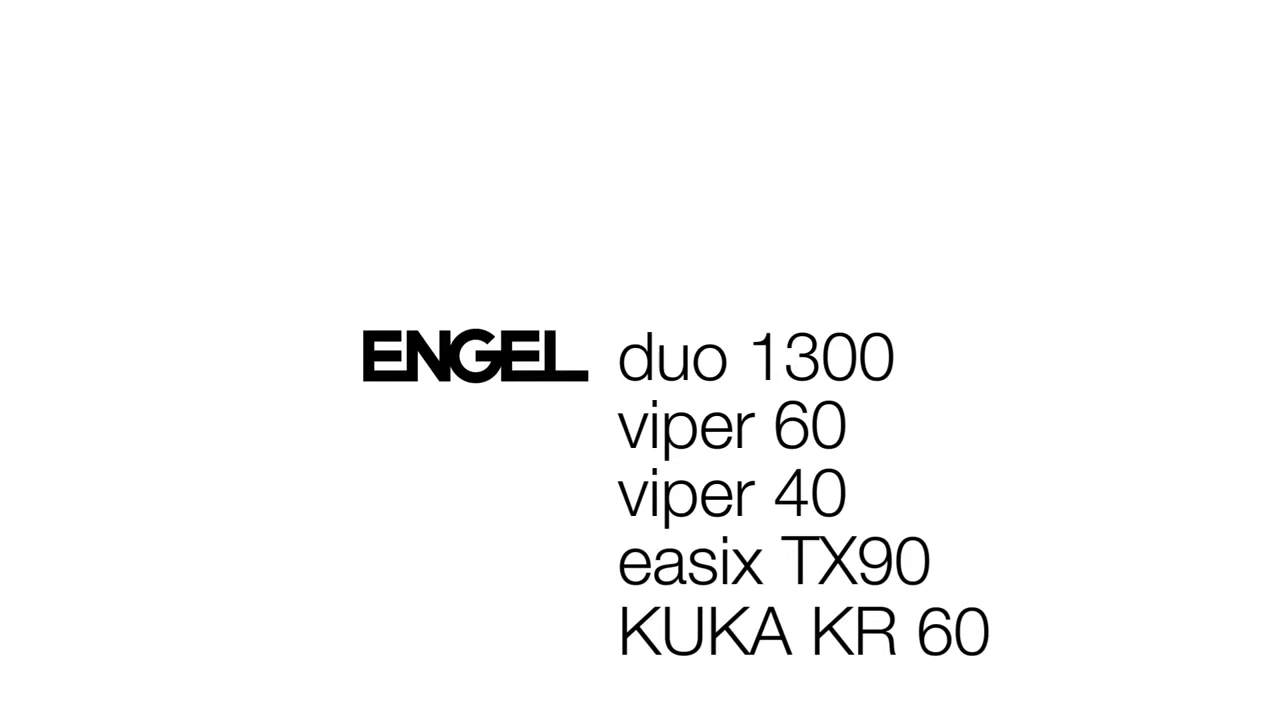 ENGEL duo 1300
viper 60
viper 40
easix TX90
KUKA KR 60